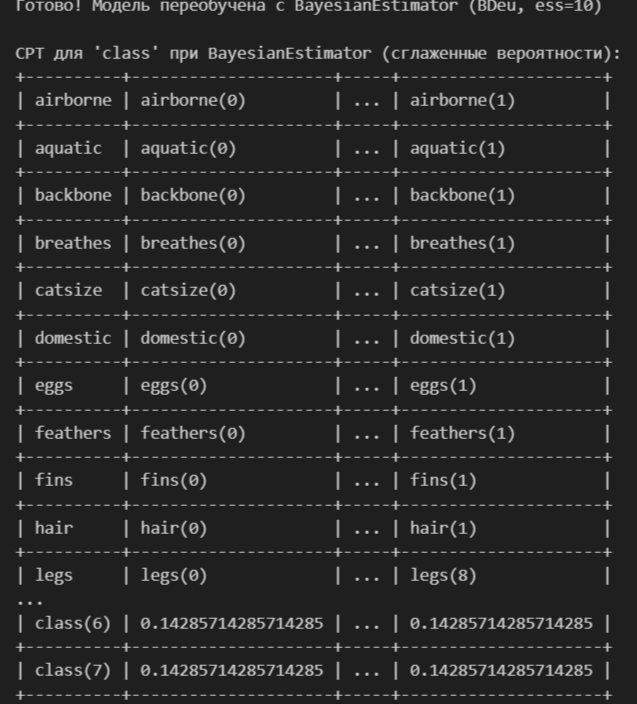 Готово! Модель переобучена с BayesianEstimator (BDeu, ess=10)
CPT для 'class' при BayesianEstimator (сглаженные вероятности):
+----------+---------------------+-----+---------------------+
| airborne | airborne(0)         | ... | airborne(1)         |
+----------+---------------------+-----+---------------------+
| aquatic  | aquatic(0)          | ... | aquatic(1)          |
+----------+---------------------+-----+---------------------+
| backbone | backbone(0)         | ... | backbone(1)         |
+----------+---------------------+-----+---------------------+
| breathes | breathes(0)         | ... | breathes(1)         |
+----------+---------------------+-----+---------------------+
| catsize  | catsize(0)          | ... | catsize(1)          |
+----------+---------------------+-----+---------------------+
| domestic | domestic(0)         | ... | domestic(1)         |
+----------+---------------------+-----+---------------------+
| eggs     | eggs(0)             | ... | eggs(1)             |
+----------+---------------------+-----+---------------------+
| feathers | feathers(0)         | ... | feathers(1)         |
+----------+---------------------+-----+---------------------+
| fins     | fins(0)             | ... | fins(1)             |
+----------+---------------------+-----+---------------------+
| hair     | hair(0)             | ... | hair(1)             |
+----------+---------------------+-----+---------------------+
| legs     | legs(0)             | ... | legs(8)             |
...
| class(6) | 0.14285714285714285 | ... | 0.14285714285714285 |
+----------+---------------------+-----+---------------------+
| class(7) | 0.14285714285714285 | ... | 0.14285714285714285 |
+----------+---------------------+-----+---------------------+